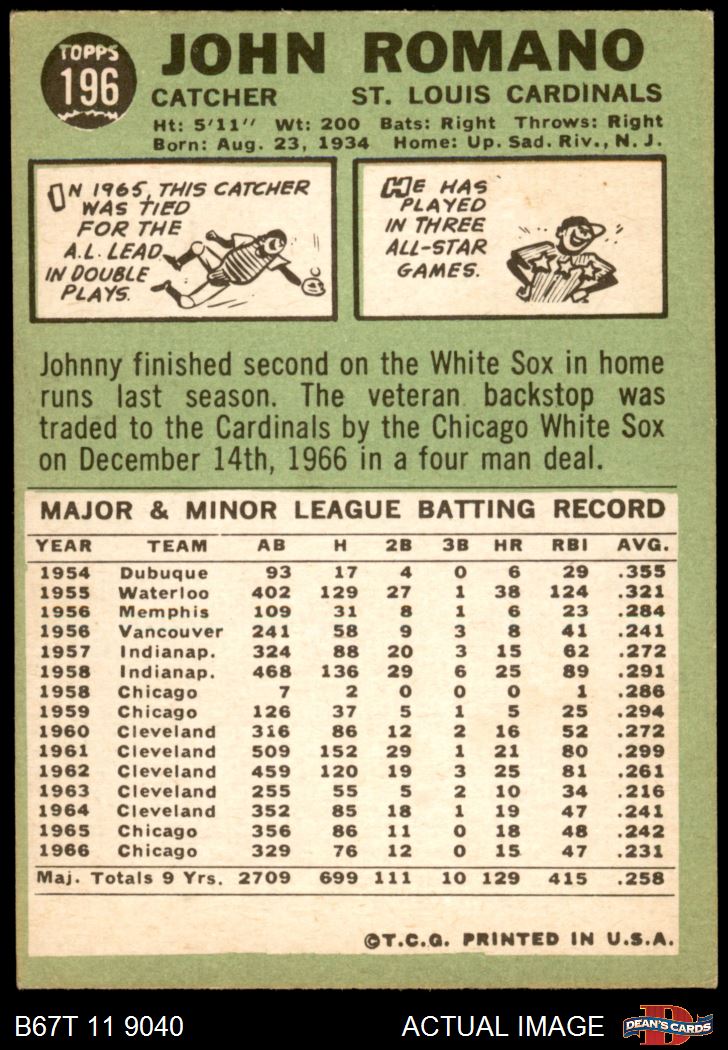 TOPPS
196
JOHN ROMANO
CATCHER ST. LOUIS CARDINALS
Ht: 5'11" Wt: 200 Bats: Right Throws: Right
Born: Aug. 23, 1934 Home: Up. Sad. Riv., N. J.
IN 1965, THIS CATCHER
WAS TIED
FOR THE
A.L. LEAD
IN DOUBLE
PLAYS.
HE HAS
PLAYED
IN THREE
ALL-STAR
GAMES.
Johnny finished second on the White Sox in home
runs last season. The veteran backstop was
traded to the Cardinals by the Chicago White Sox
on December 14th, 1966 in a four man deal.
MAJOR & MINOR LEAGUE BATTING RECORD
YEAR TEAM AB H 2B 3B HR RBI AVG.
1954 Dubuque 93 17 4 0 6 29 .355
1955 Waterloo 402 129 27 1 38 124 .321
1956 Memphis 109 31 8 1 6 23 .284
1956 Vancouver 241 58 9 3 8 41 .241
1957 Indianap. 324 88 20 3 15 62 .272
1958 Indianap. 468 136 29 6 25 89 .291
1958 Chicago 7 2 0 0 0 1 .286
1959 Chicago 126 37 5 1 5 25 .294
1960 Cleveland 316 86 12 2 16 52 .272
1961 Cleveland 509 152 29 1 21 80 .299
1962 Cleveland 459 120 19 3 25 81 .261
1963 Cleveland 255 55 5 2 10 34 .216
1964 Cleveland 352 85 18 1 19 47 .241
1965 Chicago 356 86 11 0 18 48 .242
1966 Chicago 329 76 12 0 15 47 .231
Maj. Totals 9 Yrs. 2709 699 111 10 129 415 .258
©T.C.G. PRINTED IN U.S.A.
B67T 11 9040 ACTUAL IMAGE
D
DEAN'S CARDS